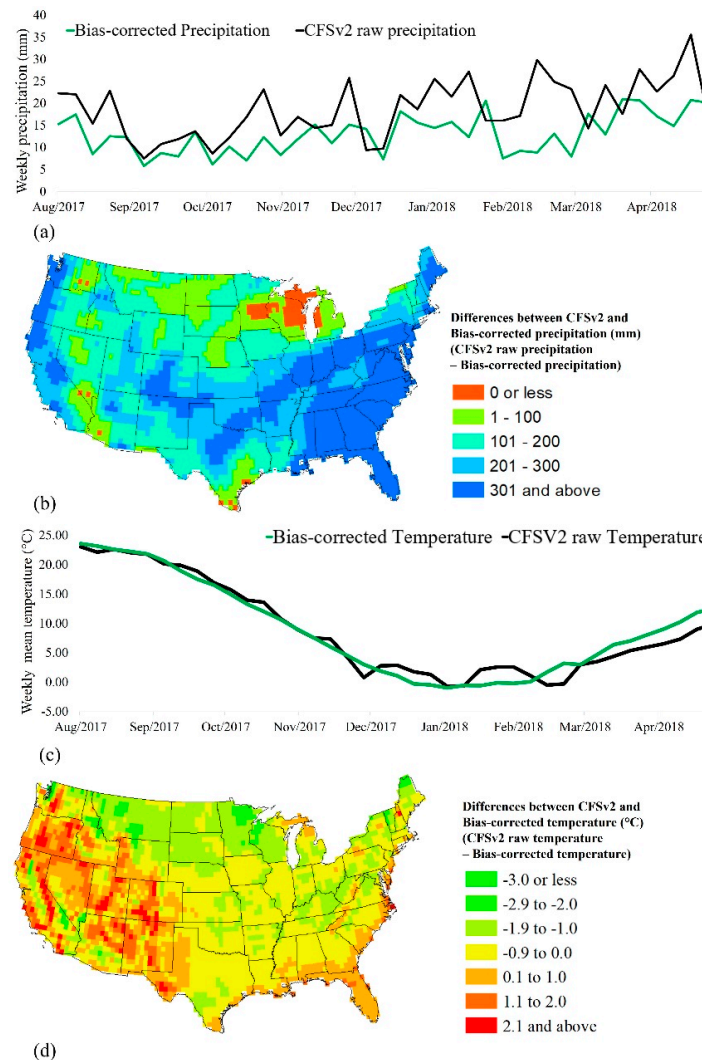 Weekly precipitation (mm)
40
35
30
25
20
15
10
5
0
Bias-corrected Precipitation
CFSv2 raw precipitation
Aug/2017 Sep/2017 Oct/2017 Nov/2017 Dec/2017 Jan/2018 Feb/2018 Mar/2018 Apr/2018
(a)
Differences between CFSv2 and
Bias-corrected precipitation (mm)
(CFSv2 raw precipitation
– Bias-corrected precipitation)
0 or less
1 - 100
101 - 200
201 - 300
301 and above
(b)
Weekly mean temperature (°C)
25.00
20.00
15.00
10.00
5.00
0.00
-5.00
Bias-corrected Temperature
CFSV2 raw Temperature
Aug/2017 Sep/2017 Oct/2017 Nov/2017 Dec/2017 Jan/2018 Feb/2018 Mar/2018 Apr/2018
(c)
Differences between CFSv2 and
Bias-corrected temperature (°C)
(CFSv2 raw temperature
– Bias-corrected temperature)
-3.0 or less
-2.9 to -2.0
-1.9 to -1.0
-0.9 to 0.0
0.1 to 1.0
1.1 to 2.0
2.1 and above
(d)